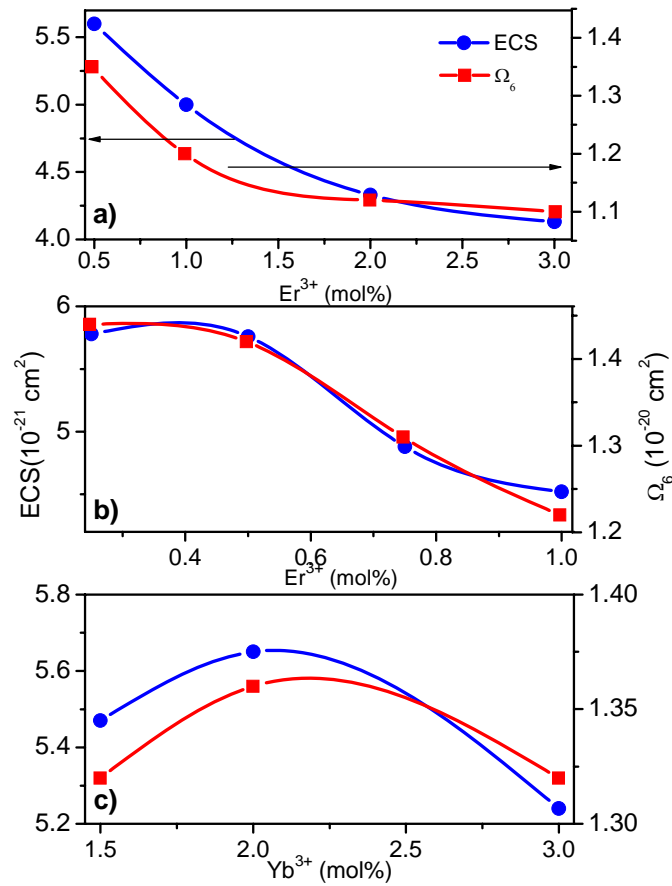 5.5
5.0
4.5
4.0
ECS
Ω₆
1.4
1.3
1.2
1.1
a)
0.5 1.0 1.5 2.0 2.5 3.0
Er³⁺ (mol%)
6
5
ECS(10⁻²¹ cm²)
b)
1.4
1.3
1.2
Ω₆ (10⁻²⁰ cm²)
0.4 0.6 0.8 1.0
Er³⁺ (mol%)
5.8
5.6
5.4
5.2
c)
1.40
1.35
1.30
1.5 2.0 2.5 3.0
Yb³⁺ (mol%)